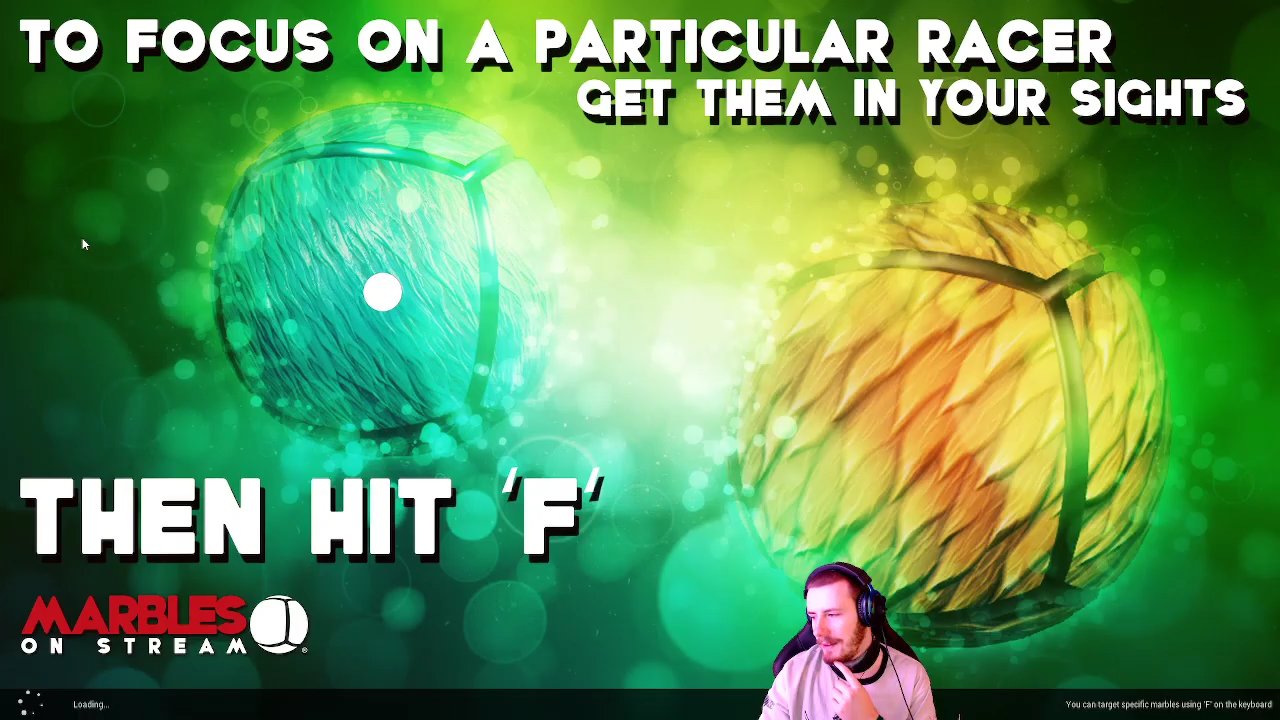 TO FOCUS ON A PARTICULAR RACER
GET THEM IN YOUR SIGHTS
THEN HIT 'F'
MARBLES
ON STREAM
Loading...
You can target specific marbles using 'F' on the keyboard